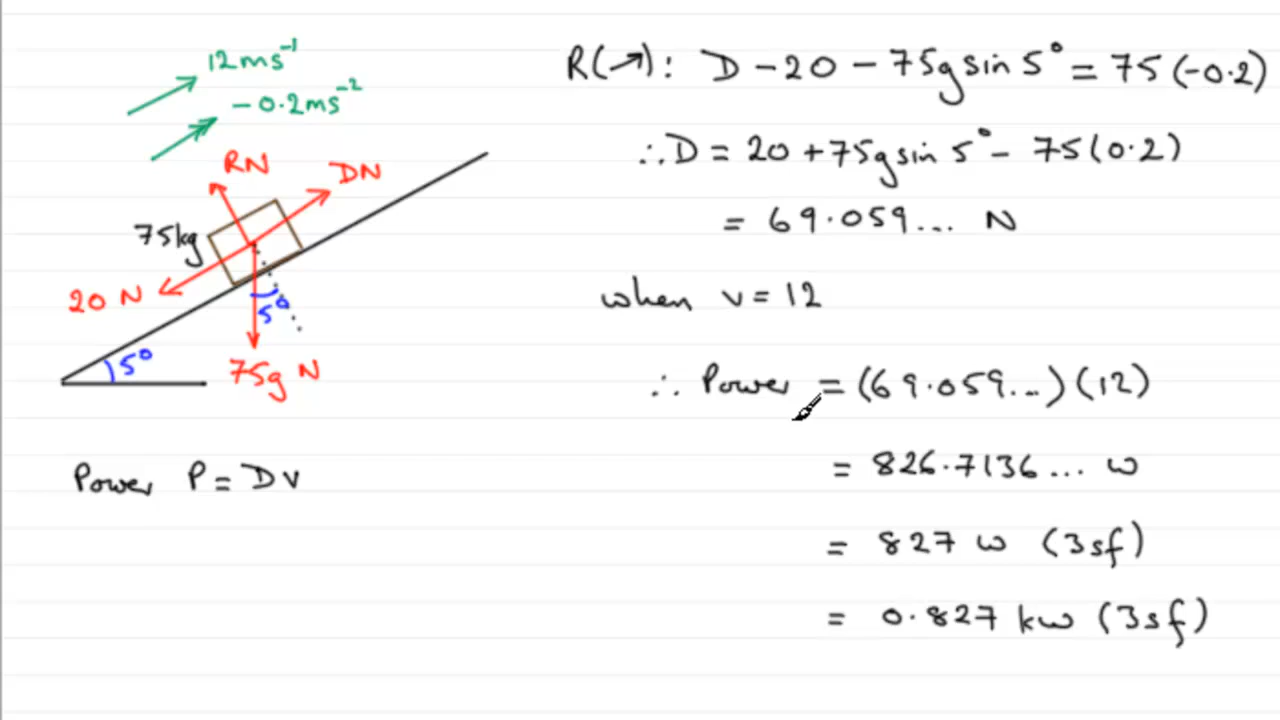 12ms⁻¹
-0.2ms⁻²
RN
DN
75kg
20 N
5°
5°
75g N
Power P = Dv
R(↗): D - 20 - 75g sin 5° = 75(-0.2)
∴ D = 20 + 75g sin 5° - 75(0.2)
= 69.059... N
when v = 12
∴ Power = (69.059...)(12)
= 826.7136... w
= 827 w (3sf)
= 0.827 kw (3sf)